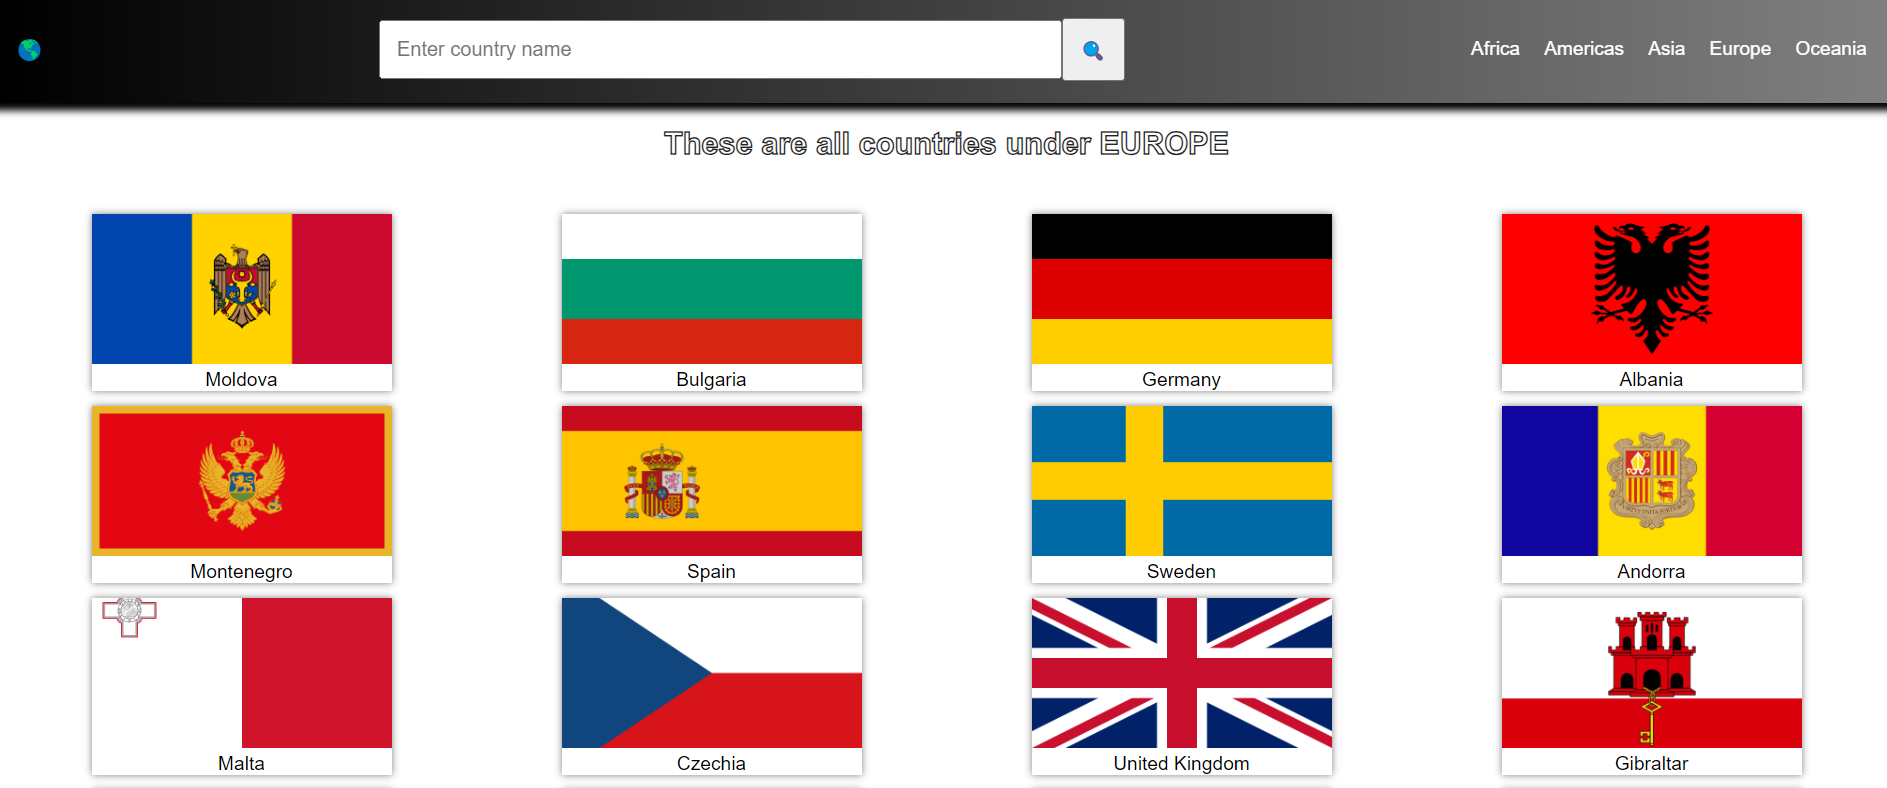 Enter country name
Africa Americas Asia Europe Oceania
These are all countries under EUROPE
Moldova Bulgaria Germany Albania
Montenegro Spain Sweden Andorra
Malta Czechia United Kingdom Gibraltar